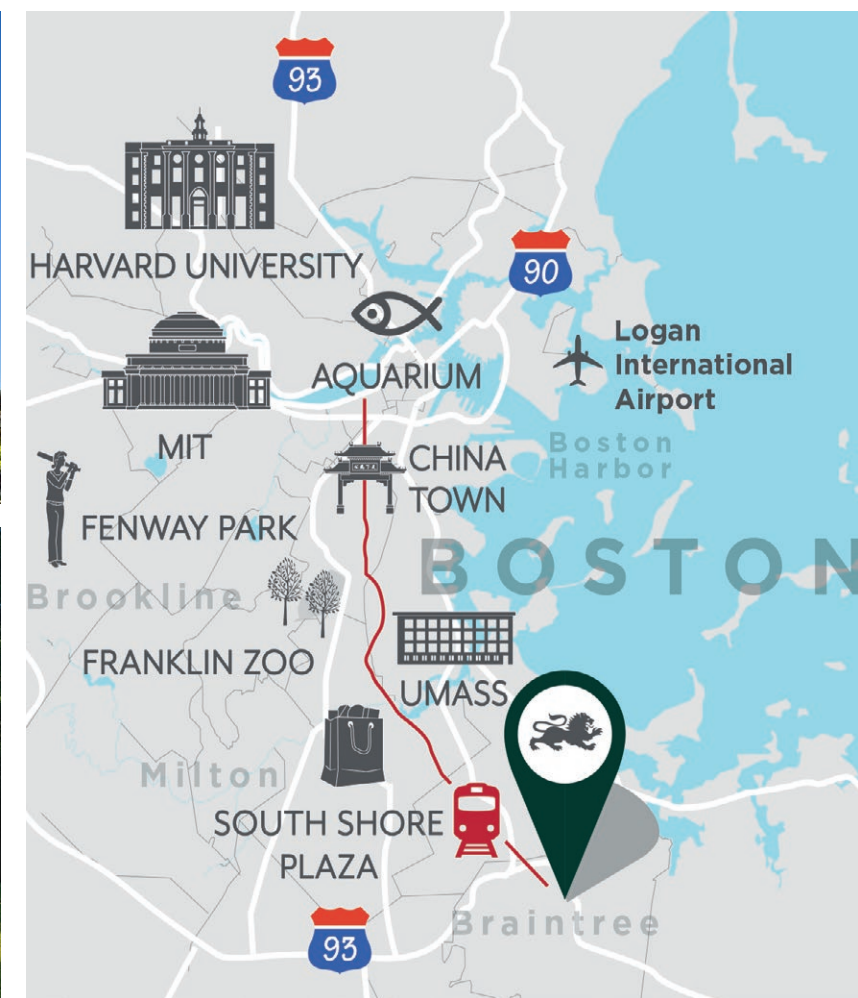 93
HARVARD UNIVERSITY
90
AQUARIUM
Logan
International
Airport
MIT
CHINA
TOWN
Boston
Harbor
FENWAY PARK
BOSTON
Brookline
FRANKLIN ZOO
UMASS
Milton
SOUTH SHORE
PLAZA
Braintree
93